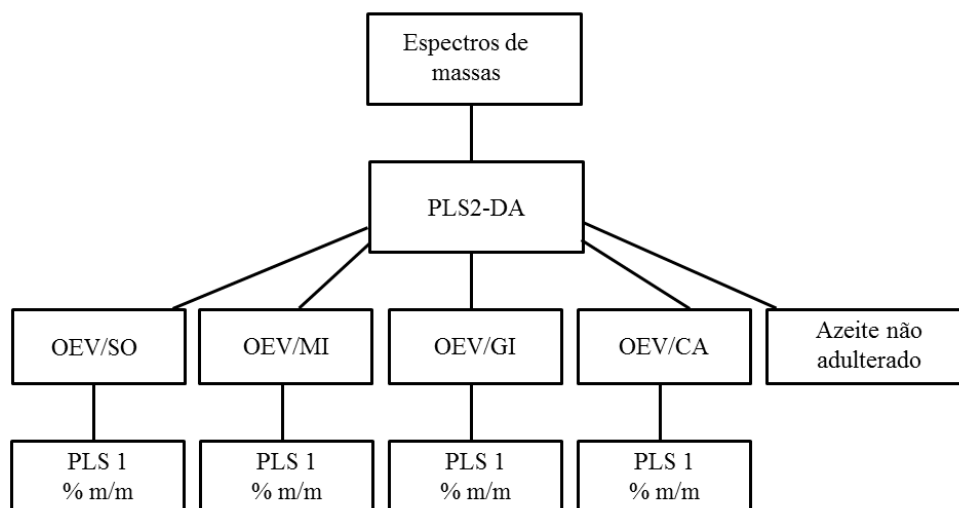 Espectros de
massas
PLS2-DA
OEV/SO
OEV/MI
OEV/GI
OEV/CA
Azeite não
adulterado
PLS 1
% m/m
PLS 1
% m/m
PLS 1
% m/m
PLS 1
% m/m